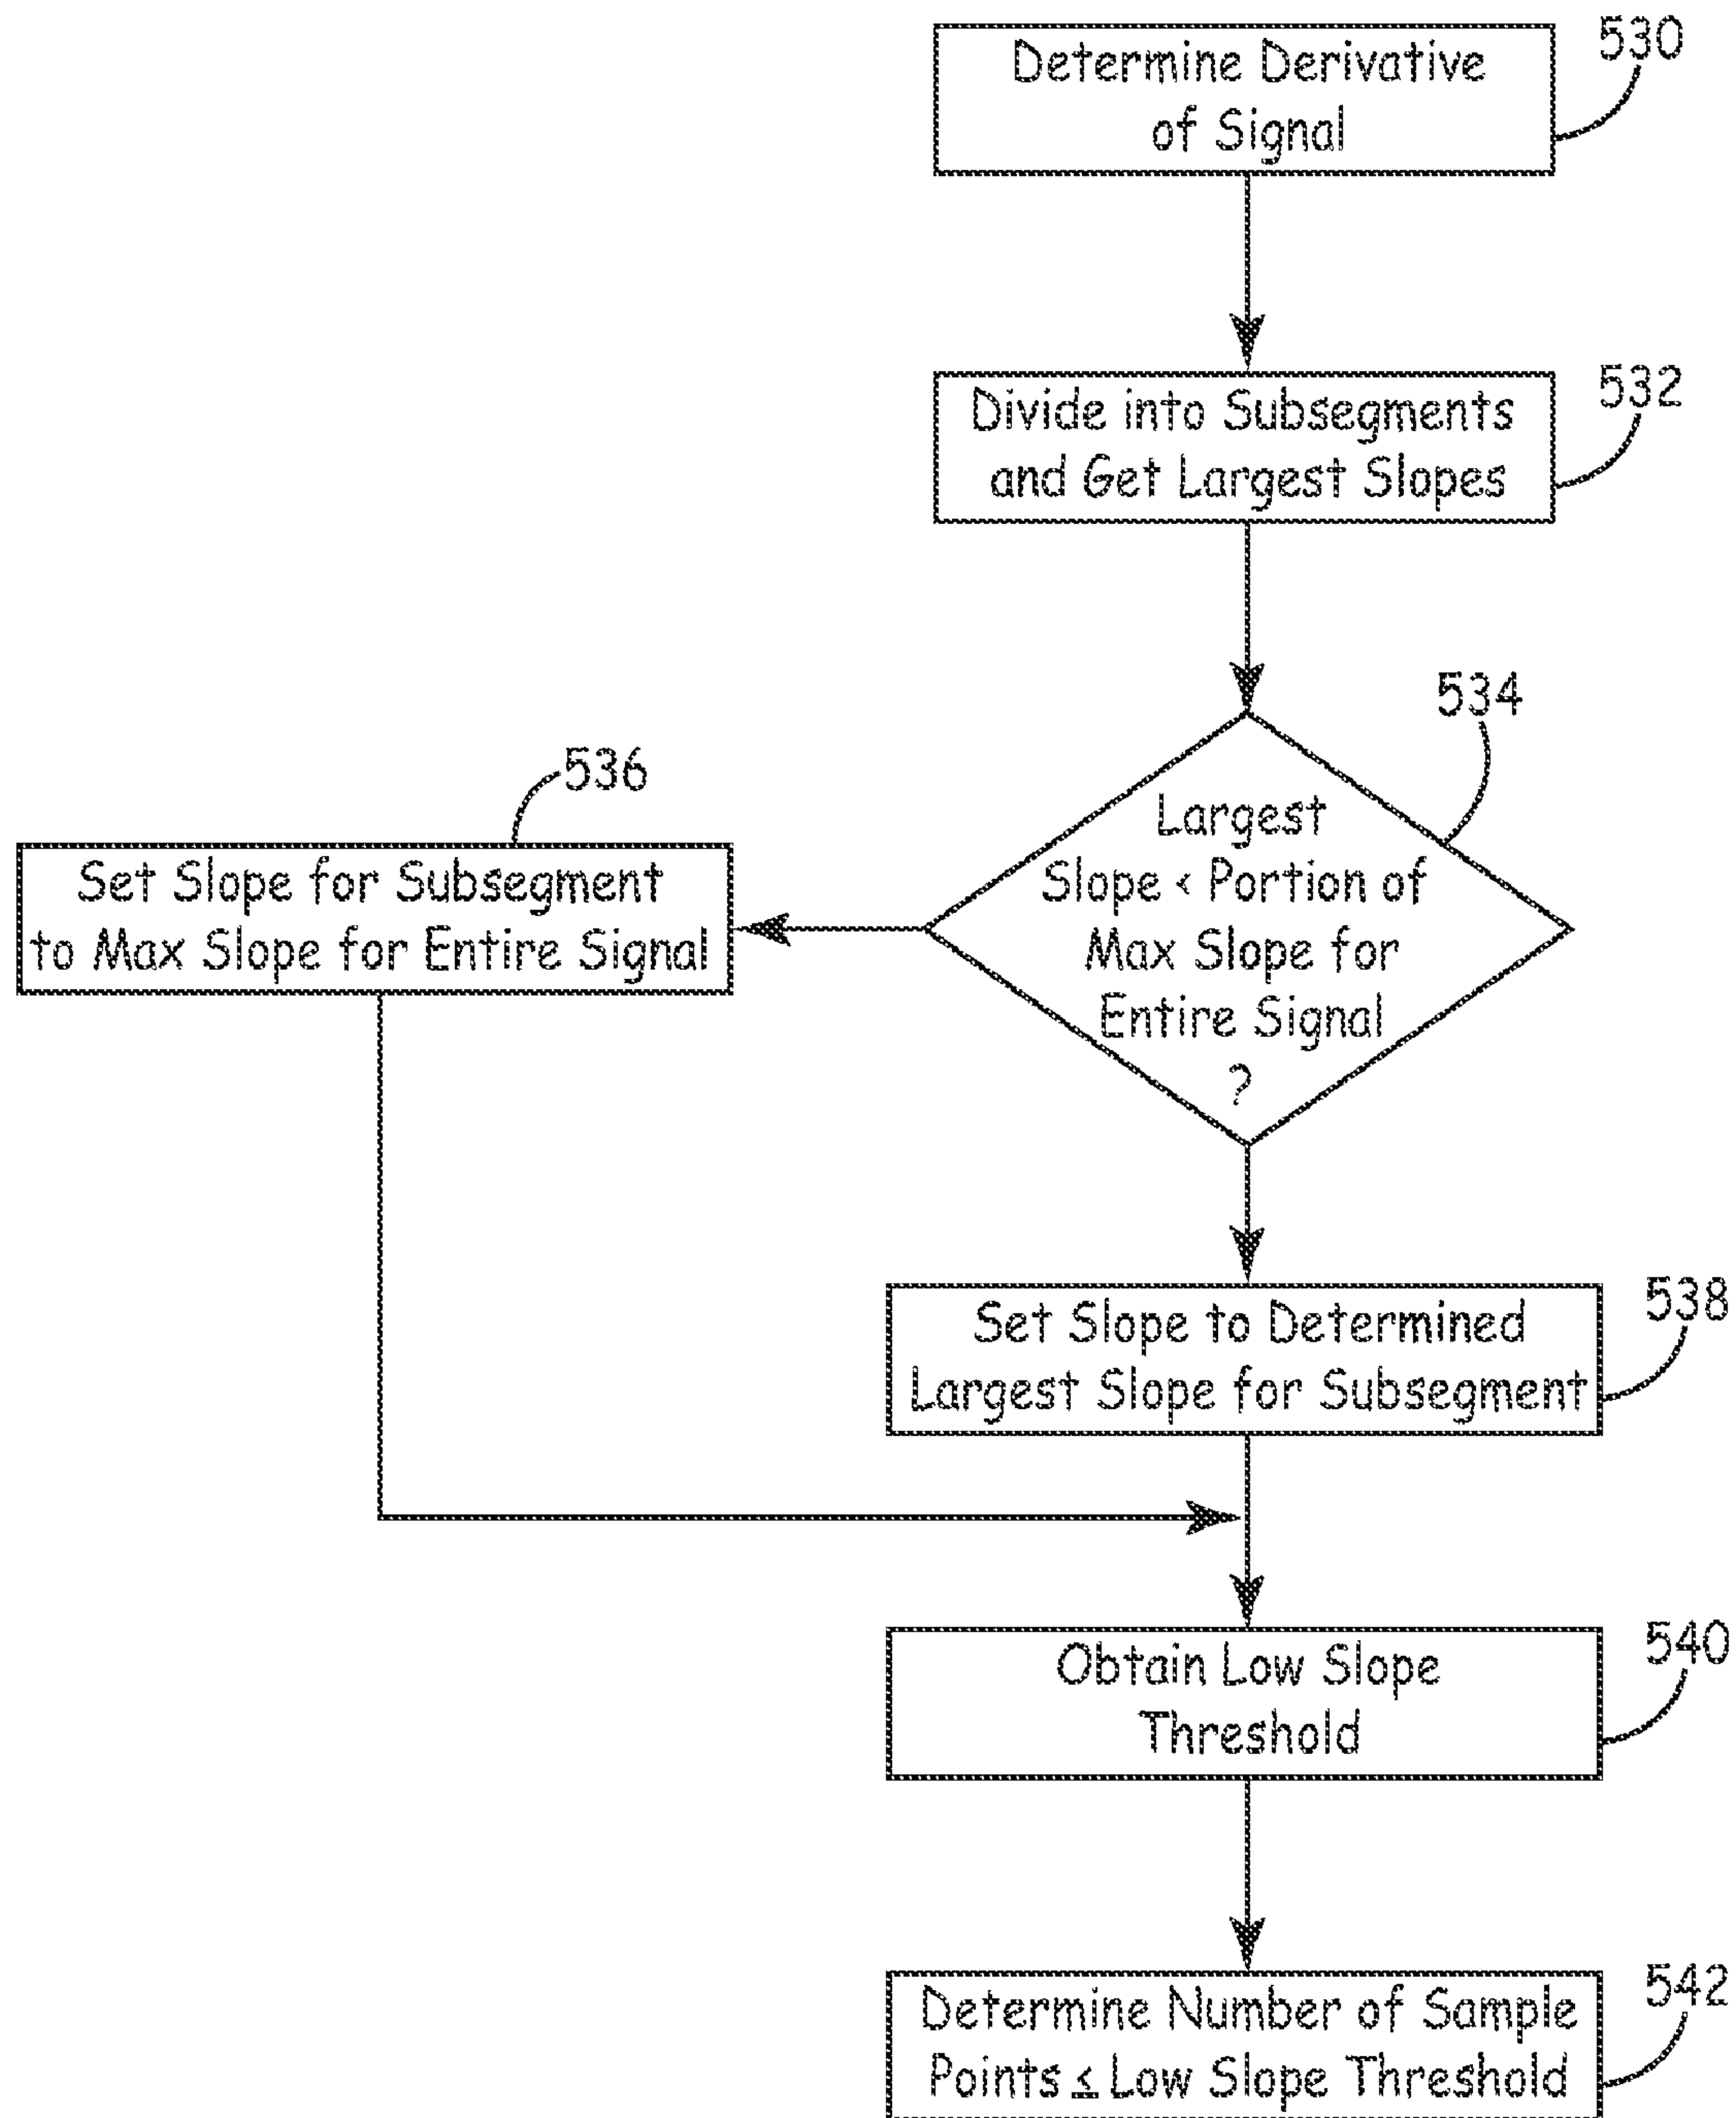 Determine Derivative
of Signal
530
Divide into Subsegments
and Get Largest Slopes
532
534
Largest
Slope < Portion of
Max Slope for
Entire Signal
?
536
Set Slope for Subsegment
to Max Slope for Entire Signal
Set Slope to Determined
Largest Slope for Subsegment
538
Obtain Low Slope
Threshold
540
Determine Number of Sample
Points ≤ Low Slope Threshold
542